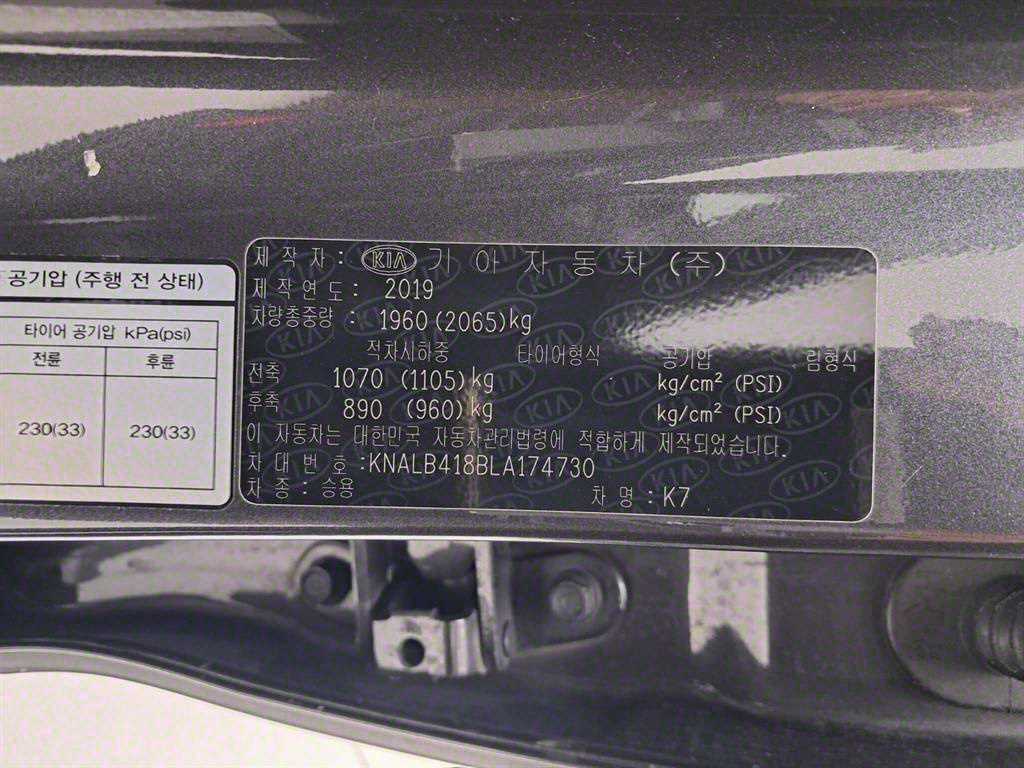 공기압 (주행 전 상태)
타이어 공기압 kPa(psi)
전륜 후륜
230(33) 230(33)
제작자 : KIA 기아자동차 (주)
제작연도 : 2019
차량총중량 : 1960 (2065)kg
적차시하중 타이어형식 공기압 림형식
전축 1070 (1105)kg kg/cm² (PSI)
후축 890 (960)kg kg/cm² (PSI)
이 자동차는 대한민국 자동차관리법령에 적합하게 제작되었습니다.
차대번호 :KNALB418BLA174730
차종 : 승용 차명 : K7